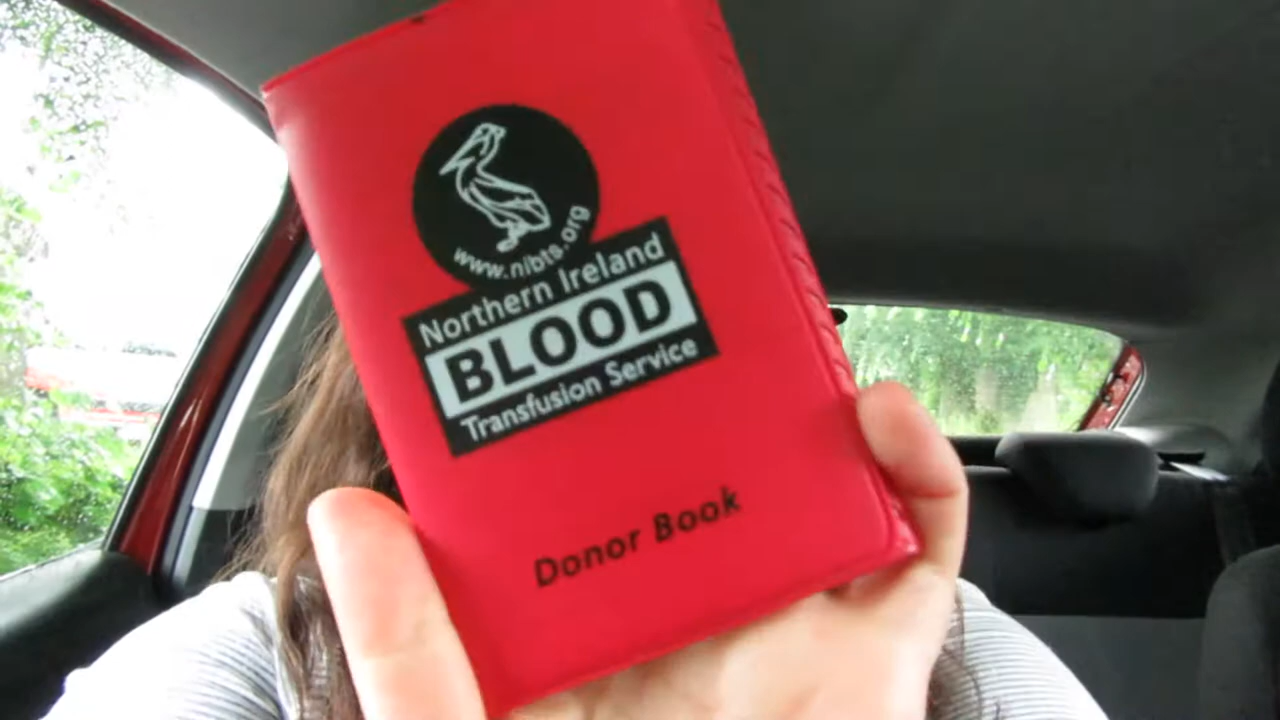 www.nibts.org
Northern Ireland
BLOOD
Transfusion Service
Donor Book